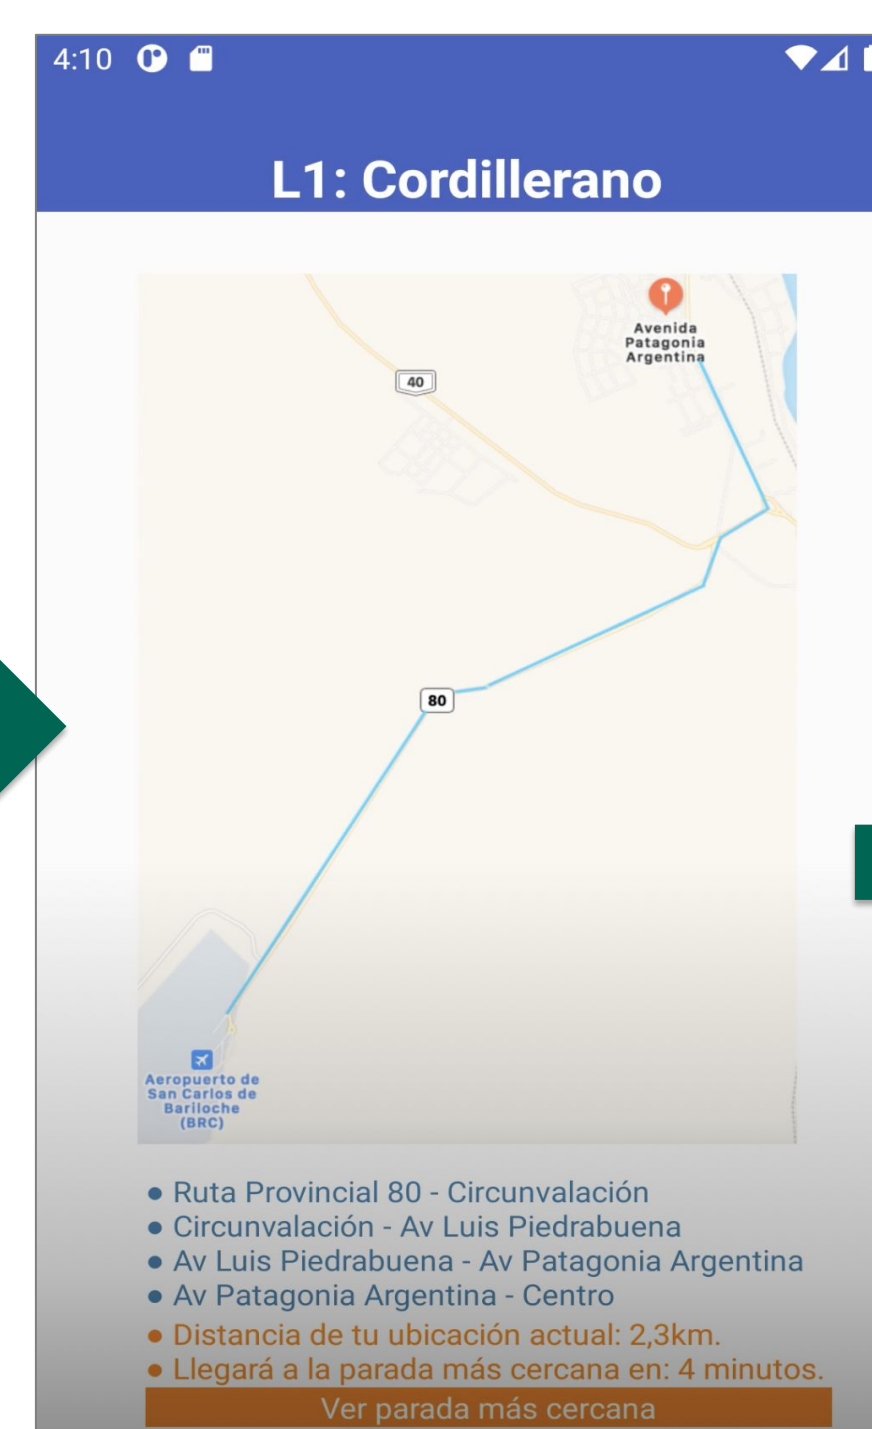 4:10
L1: Cordillerano
Avenida
Patagonia
Argentina
40
80
Aeropuerto de
San Carlos de
Bariloche
(BRC)
● Ruta Provincial 80 - Circunvalación
● Circunvalación - Av Luis Piedrabuena
● Av Luis Piedrabuena - Av Patagonia Argentina
● Av Patagonia Argentina - Centro
● Distancia de tu ubicación actual: 2,3km.
● Llegará a la parada más cercana en: 4 minutos.
Ver parada más cercana